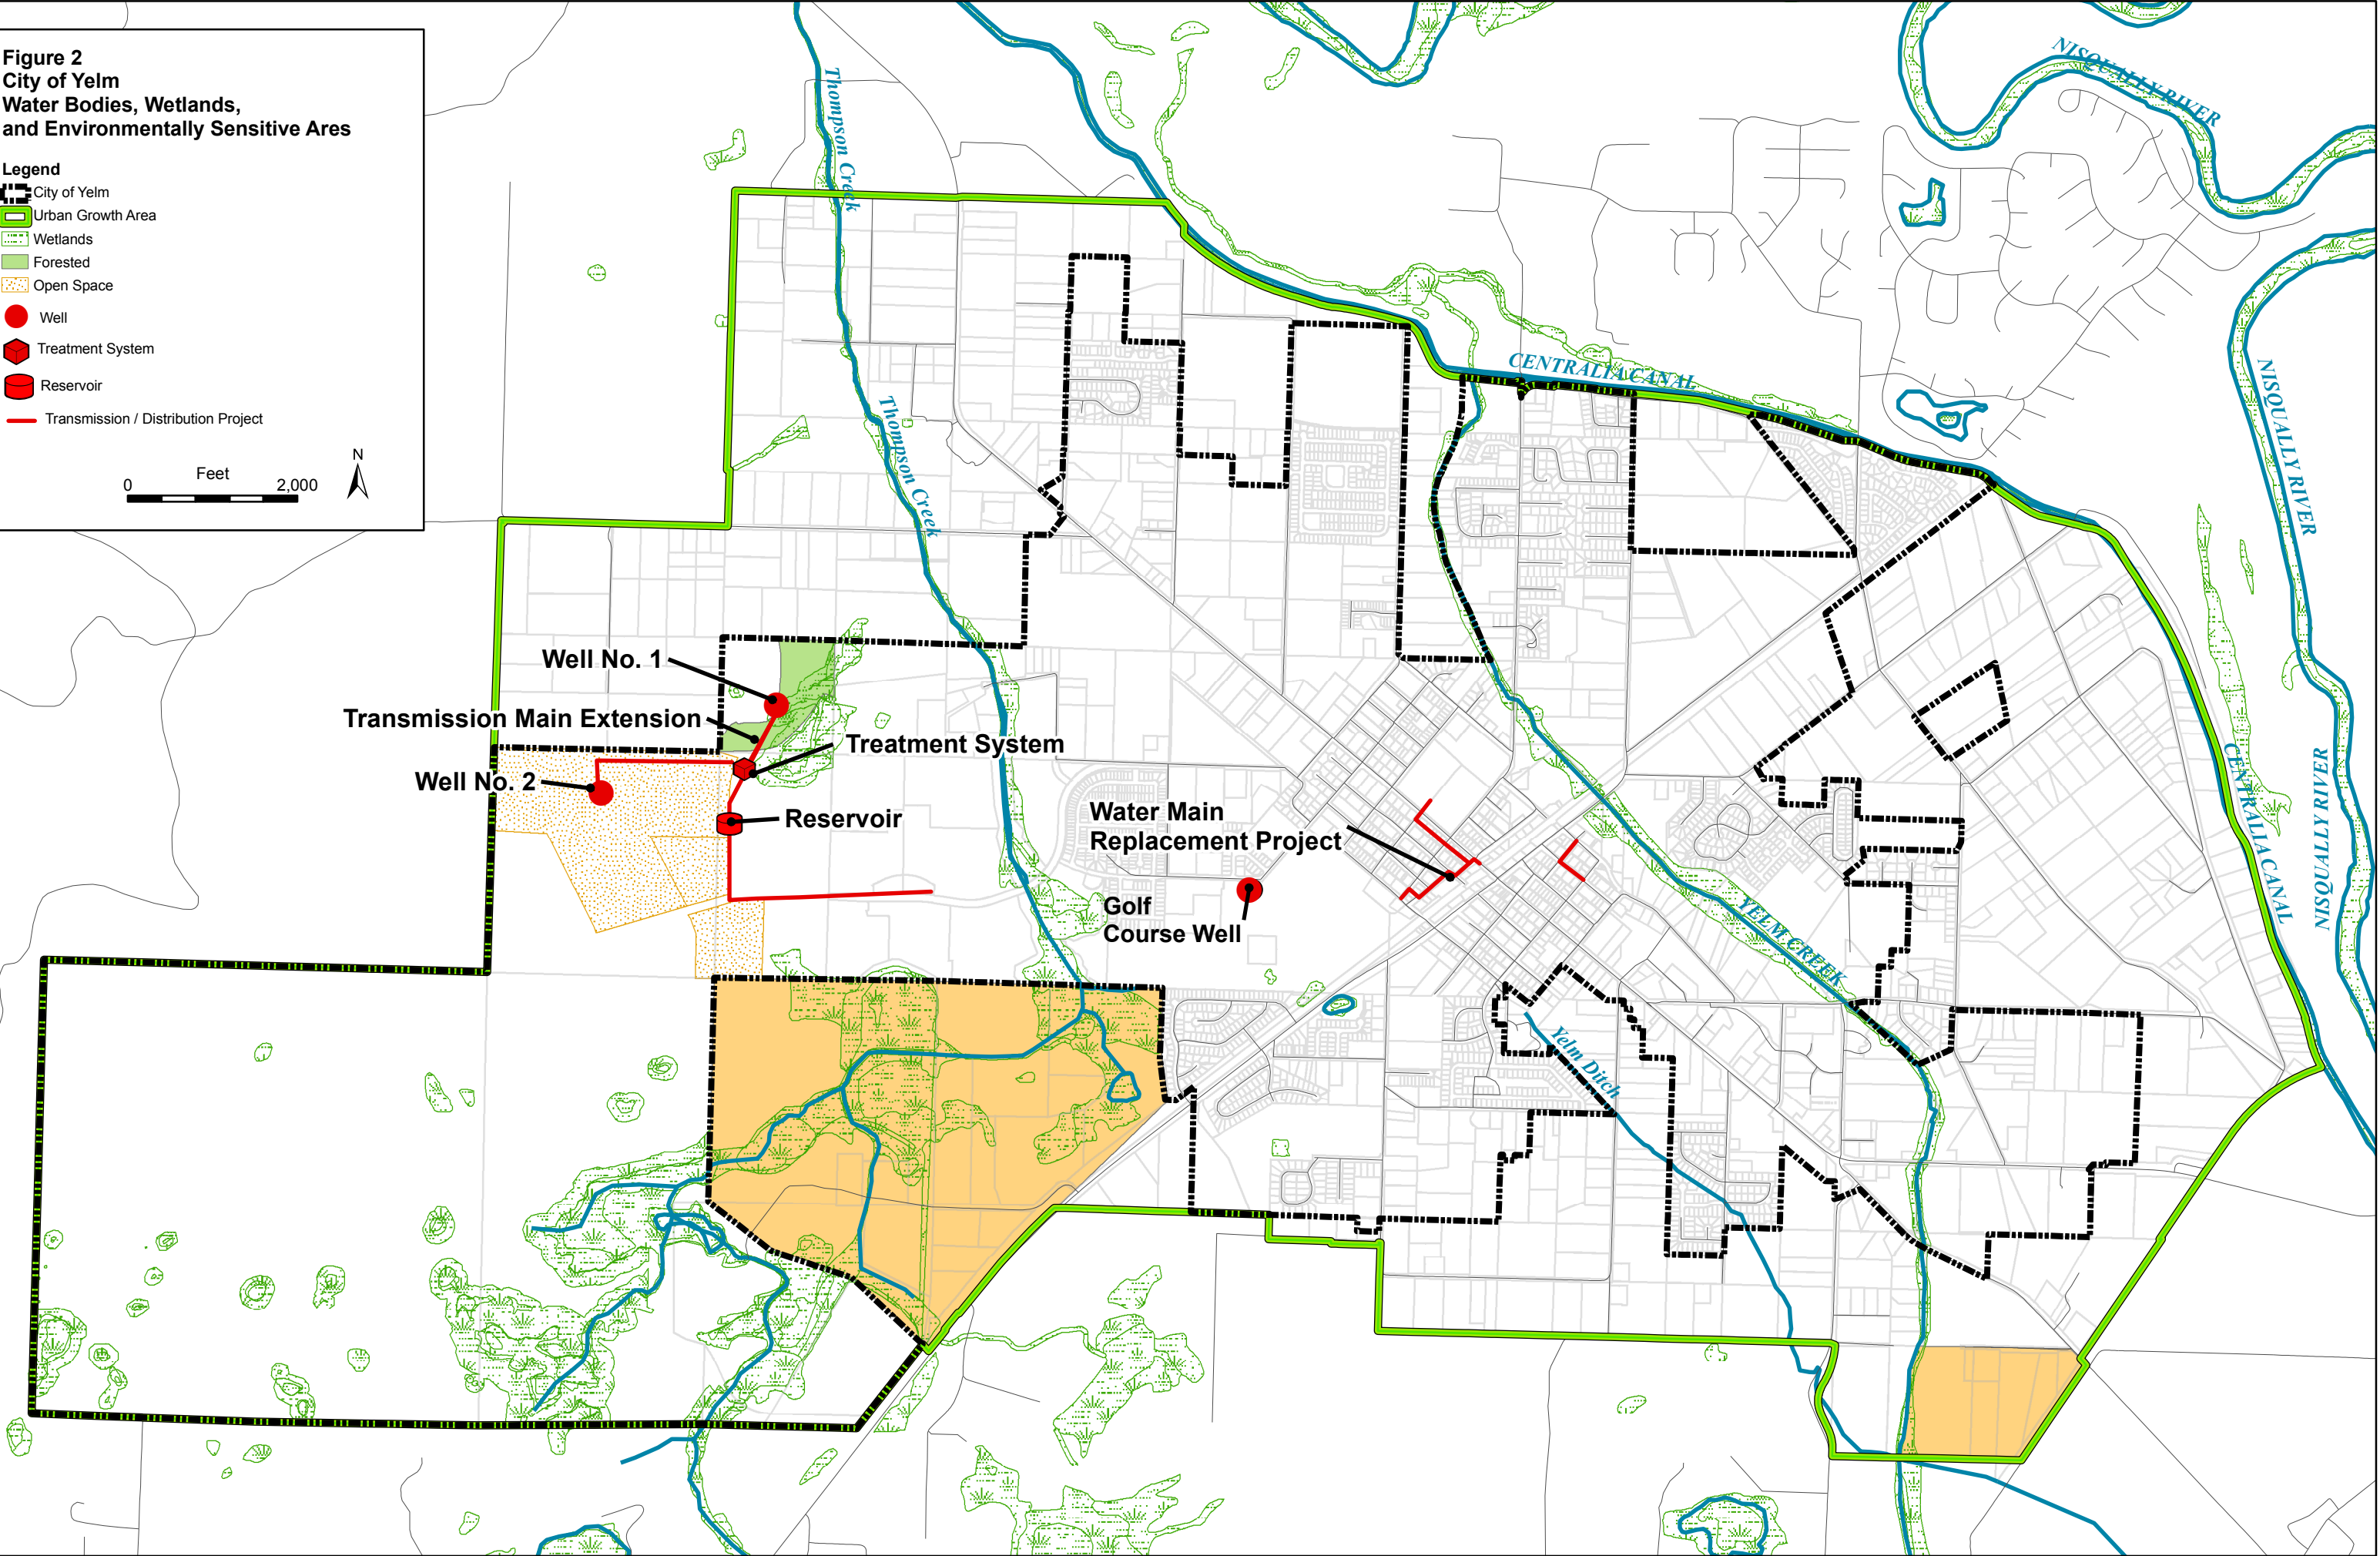 Figure 2
City of Yelm
Water Bodies, Wetlands,
and Environmentally Sensitive Ares
Legend
City of Yelm
Urban Growth Area
Wetlands
Forested
Open Space
Well
Treatment System
Reservoir
Transmission / Distribution Project
Feet
0 2,000
N
Thompson Creek
NISQUALLY RIVER
Thompson Creek
CENTRALIA CANAL
NISQUALLY RIVER
Well No. 1
Transmission Main Extension
Treatment System
Well No. 2
Reservoir
Water Main
Replacement Project
Golf
Course Well
YELM CREEK
CENTRALIA CANAL
NISQUALLY RIVER
Yelm Ditch